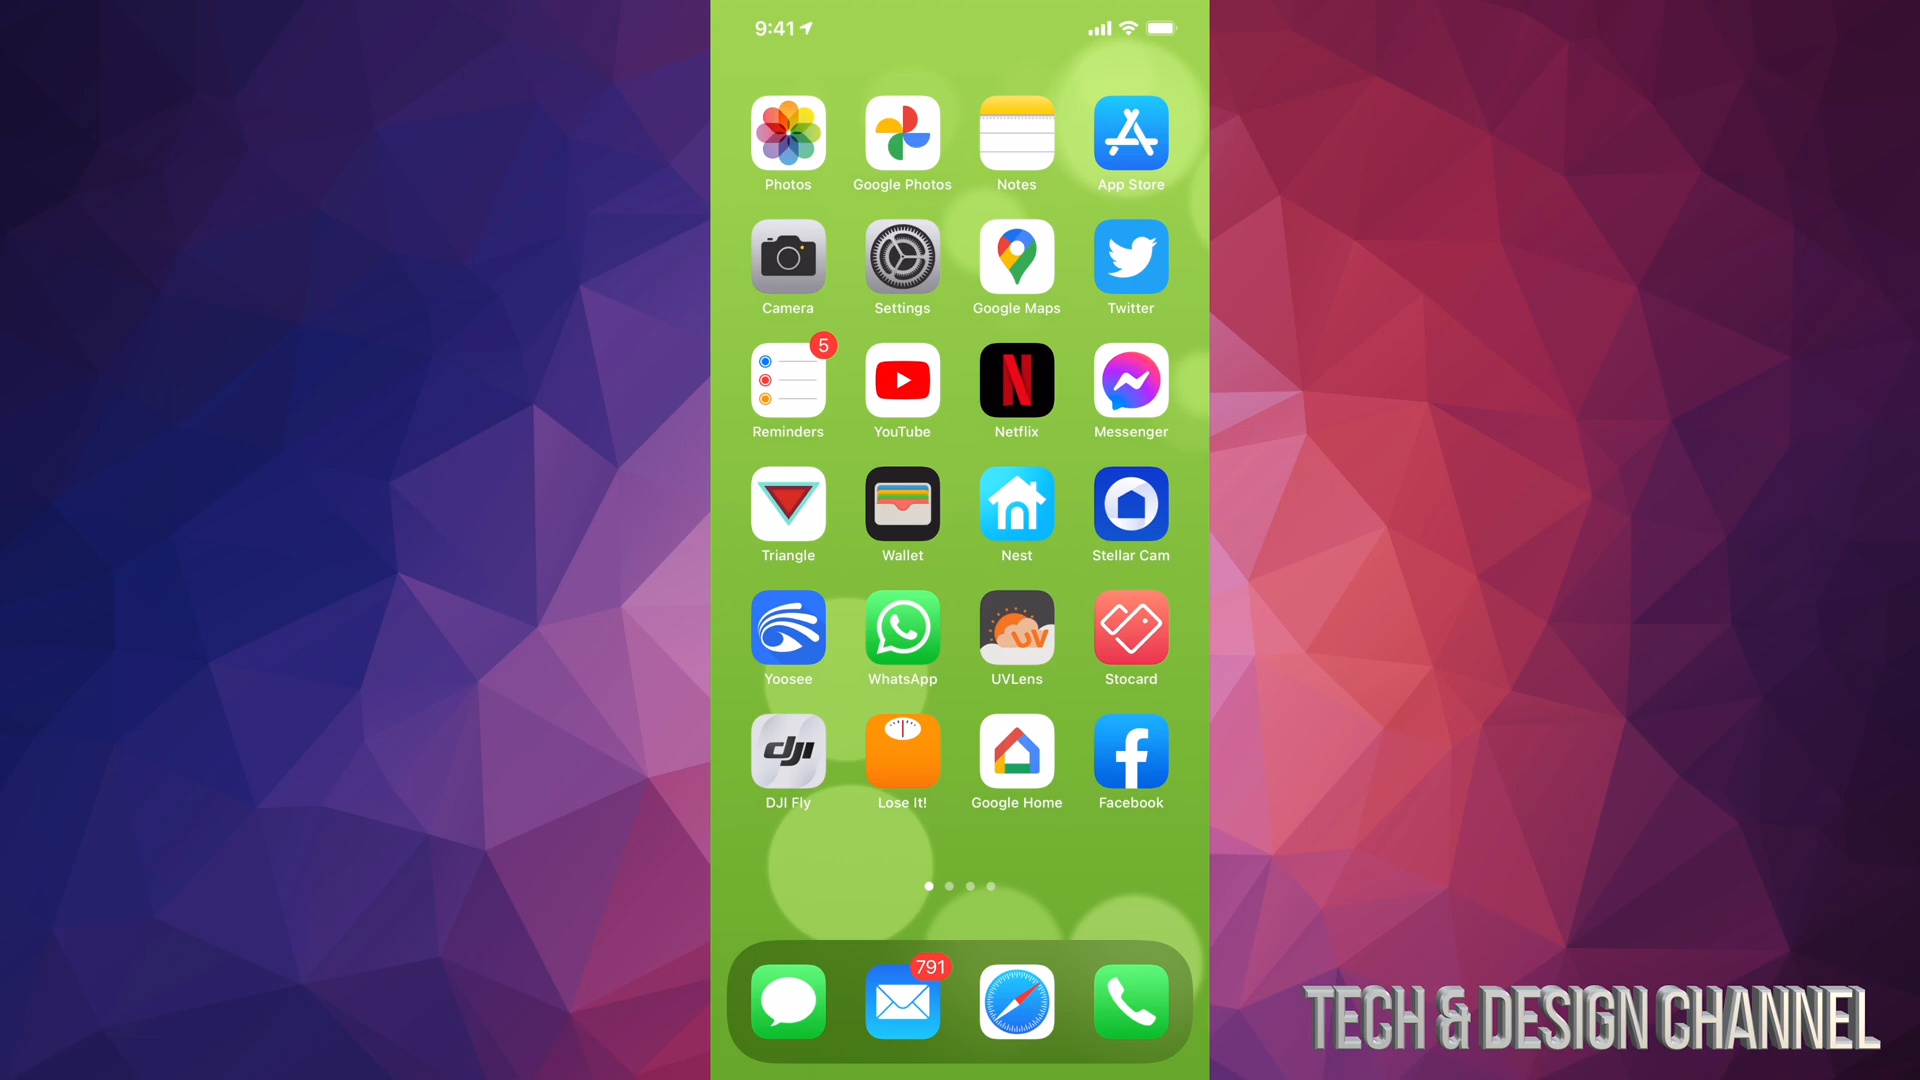 9:41
Photos Google Photos Notes App Store
Camera Settings Google Maps Twitter
5
Reminders YouTube Netflix Messenger
Triangle Wallet Nest Stellar Cam
UV
Yoosee WhatsApp UVLens Stocard
dji
DJI Fly Lose It! Google Home Facebook
791
TECH & DESIGN CHANNEL